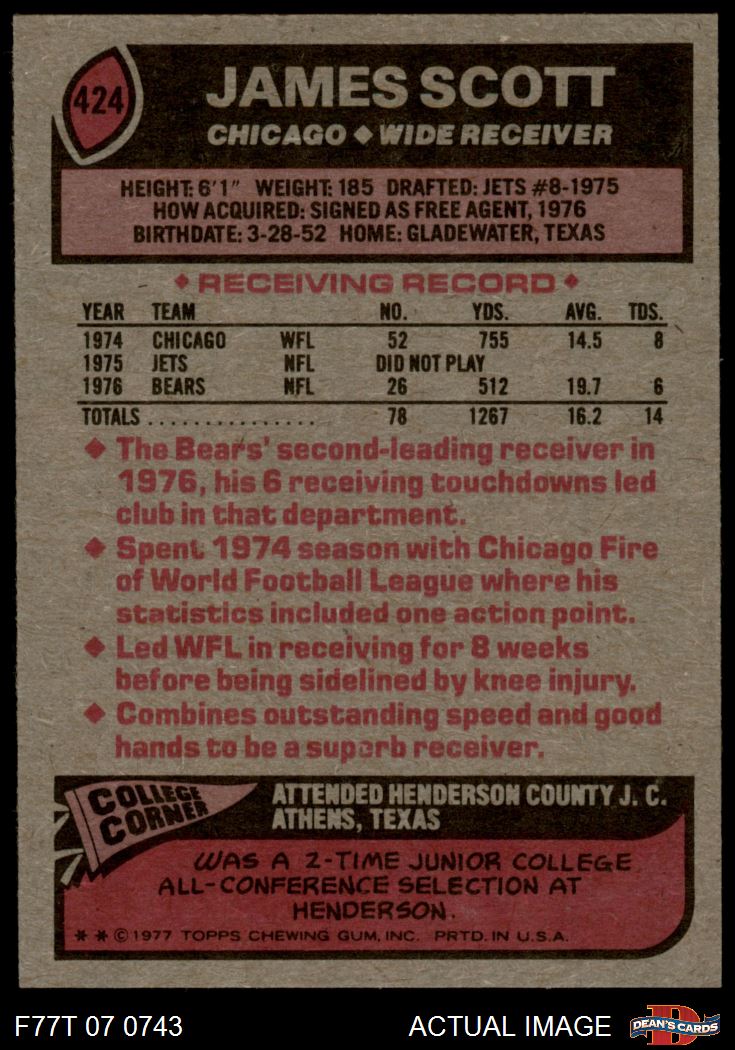 424
JAMES SCOTT
CHICAGO ◆ WIDE RECEIVER
HEIGHT: 6'1" WEIGHT: 185 DRAFTED: JETS #8-1975
HOW ACQUIRED: SIGNED AS FREE AGENT, 1976
BIRTHDATE: 3-28-52 HOME: GLADEWATER, TEXAS
◆ RECEIVING RECORD ◆
YEAR TEAM NO. YDS. AVG. TDS.
1974 CHICAGO WFL 52 755 14.5 8
1975 JETS NFL DID NOT PLAY
1976 BEARS NFL 26 512 19.7 6
TOTALS ................ 78 1267 16.2 14
◆ The Bears' second-leading receiver in
1976, his 6 receiving touchdowns led
club in that department.
◆ Spent 1974 season with Chicago Fire
of World Football League where his
statistics included one action point.
◆ Led WFL in receiving for 8 weeks
before being sidelined by knee injury.
◆ Combines outstanding speed and good
hands to be a superb receiver.
COLLEGE
CORNER
ATTENDED HENDERSON COUNTY J. C.
ATHENS, TEXAS
WAS A 2-TIME JUNIOR COLLEGE
ALL-CONFERENCE SELECTION AT
HENDERSON.
* * © 1977 TOPPS CHEWING GUM, INC. PRTD. IN U.S.A.
F77T 07 0743 ACTUAL IMAGE
D
DEAN'S CARDS